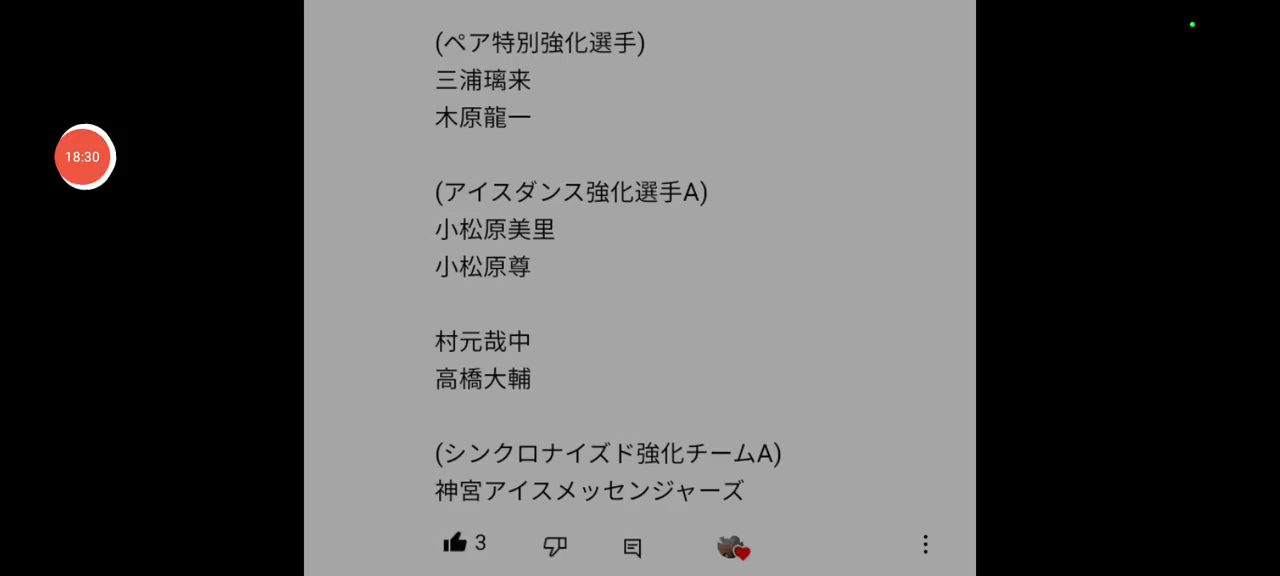 (ペア特別強化選手)
三浦璃来
木原龍一
18:30
(アイスダンス強化選手A)
小松原美里
小松原尊
村元哉中
高橋大輔
(シンクロナイズド強化チームA)
神宮アイスメッセンジャーズ
3